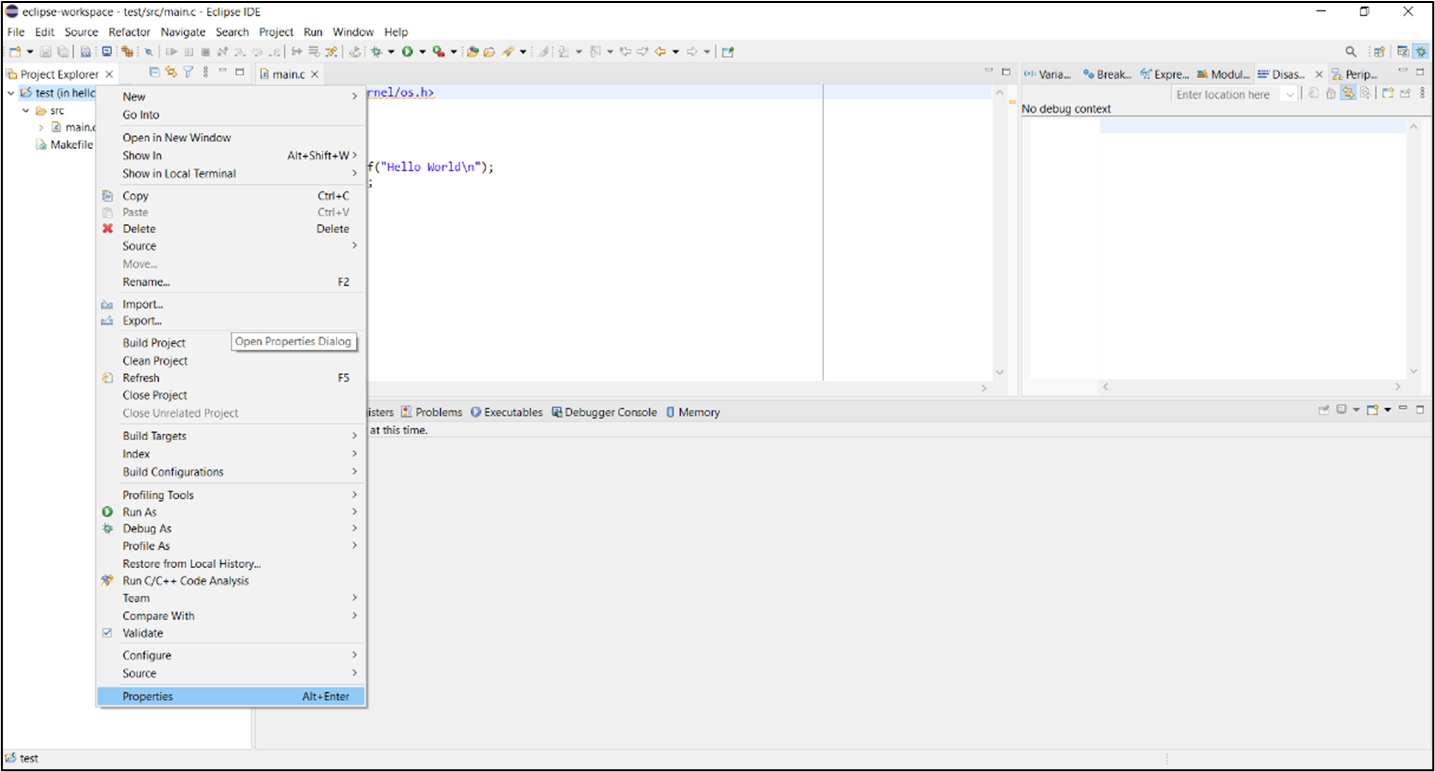 eclipse-workspace - test/src/main.c - Eclipse IDE
File Edit Source Refactor Navigate Search Project Run Window Help
Project Explorer
main.c
Varia... Break... Expre... Modul... Disas... Perip...
test (in hello
rnel/os.h>
Enter location here
src
No debug context
main.c
Makefile
f("Hello World\n");
;
New
Go Into
Open in New Window
Show In Alt+Shift+W >
Show in Local Terminal
Copy Ctrl+C
Paste Ctrl+V
Delete Delete
Source
Move...
Rename... F2
Import...
Export...
Build Project
Open Properties Dialog
Clean Project
Refresh F5
Close Project
Close Unrelated Project
Build Targets
Index
Build Configurations
Profiling Tools
Run As
Debug As
Profile As
Restore from Local History...
Run C/C++ Code Analysis
Team
Compare With
Validate
Configure
Source
Properties Alt+Enter
isters Problems Executables Debugger Console Memory
at this time.
test